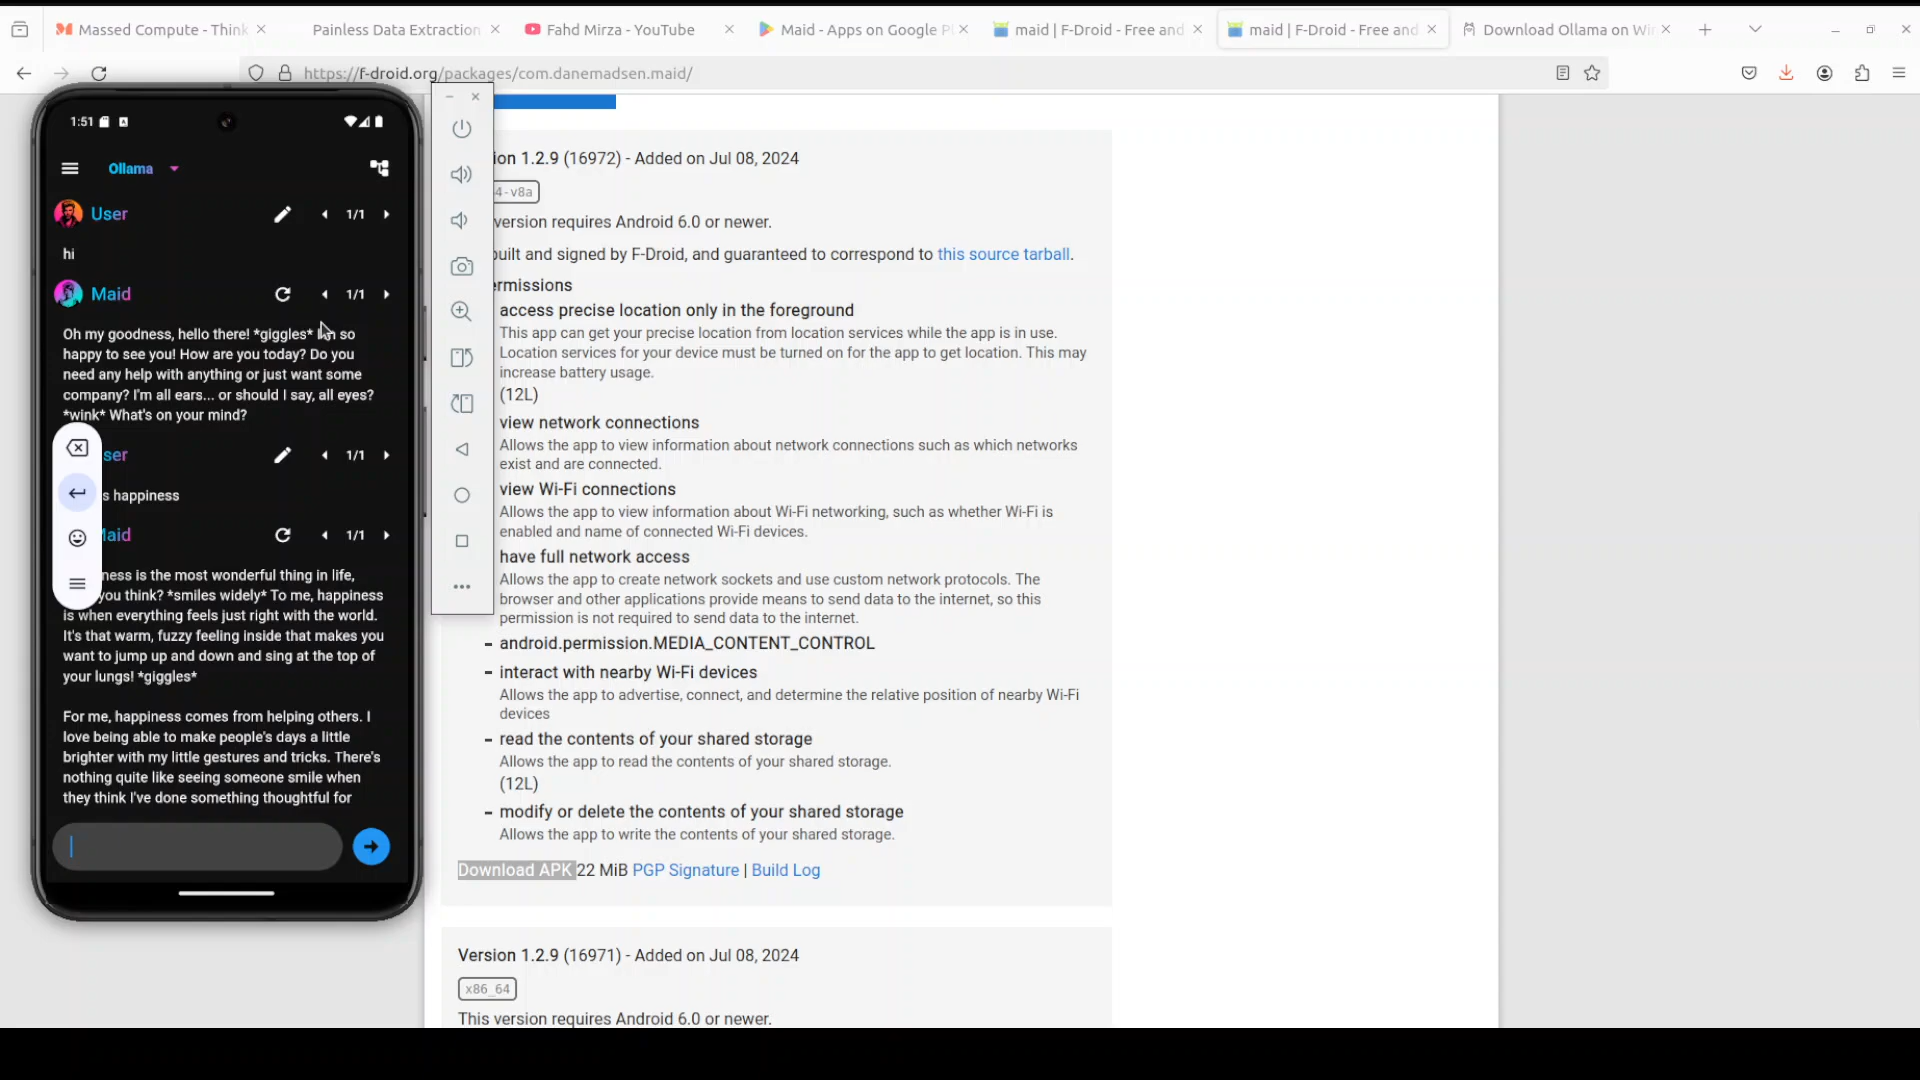 Massed Compute - Think
Painless Data Extraction
Fahd Mirza - YouTube
Maid - Apps on Google Pl
maid | F-Droid - Free and
maid | F-Droid - Free and
Download Ollama on Wi
https://f-droid.org/packages/com.danemadsen.maid/
1:51
Ollama
User
1/1
hi
Maid
1/1
Oh my goodness, hello there! *giggles* I'm so
happy to see you! How are you today? Do you
need any help with anything or just want some
company? I'm all ears... or should I say, all eyes?
*wink* What's on your mind?
ser
1/1
s happiness
aid
1/1
ness is the most wonderful thing in life,
you think? *smiles widely* To me, happiness
is when everything feels just right with the world.
It's that warm, fuzzy feeling inside that makes you
want to jump up and down and sing at the top of
your lungs! *giggles*
For me, happiness comes from helping others. I
love being able to make people's days a little
brighter with my little gestures and tricks. There's
nothing quite like seeing someone smile when
they think I've done something thoughtful for
ion 1.2.9 (16972) - Added on Jul 08, 2024
4-v8a
version requires Android 6.0 or newer.
built and signed by F-Droid, and guaranteed to correspond to this source tarball.
ermissions
access precise location only in the foreground
This app can get your precise location from location services while the app is in use.
Location services for your device must be turned on for the app to get location. This may
increase battery usage.
(12L)
view network connections
Allows the app to view information about network connections such as which networks
exist and are connected.
view Wi-Fi connections
Allows the app to view information about Wi-Fi networking, such as whether Wi-Fi is
enabled and name of connected Wi-Fi devices.
have full network access
Allows the app to create network sockets and use custom network protocols. The
browser and other applications provide means to send data to the internet, so this
permission is not required to send data to the internet.
- android.permission.MEDIA_CONTENT_CONTROL
- interact with nearby Wi-Fi devices
Allows the app to advertise, connect, and determine the relative position of nearby Wi-Fi
devices
- read the contents of your shared storage
Allows the app to read the contents of your shared storage.
(12L)
- modify or delete the contents of your shared storage
Allows the app to write the contents of your shared storage.
Download APK 22 MiB PGP Signature | Build Log
Version 1.2.9 (16971) - Added on Jul 08, 2024
x86_64
This version requires Android 6.0 or newer.